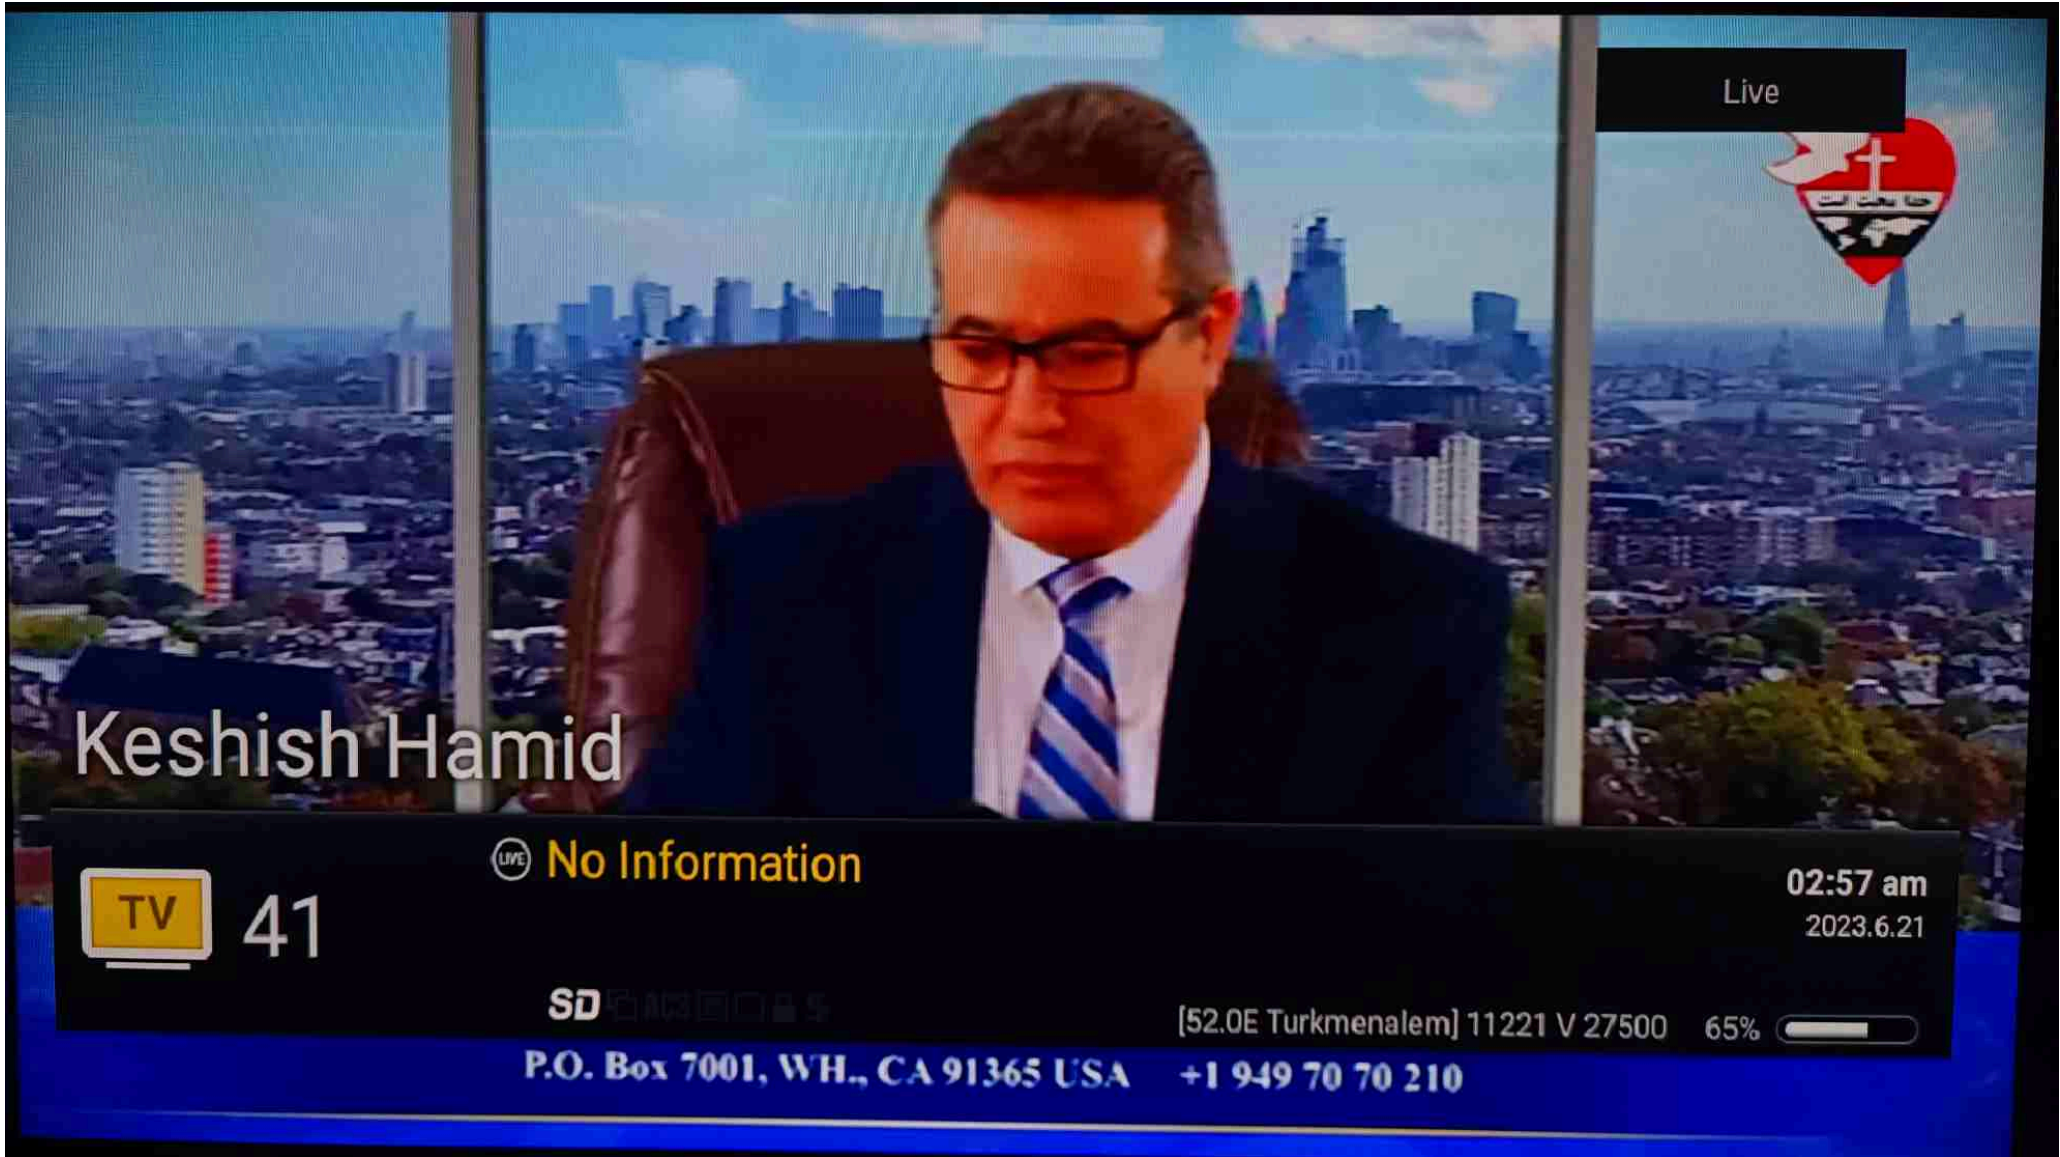 Live
Keshish Hamid
LIVE No Information
TV 41
02:57 am
2023.6.21
SD
[52.0E Turkmenalem] 11221 V 27500 65%
P.O. Box 7001, WH., CA 91365 USA +1 949 70 70 210